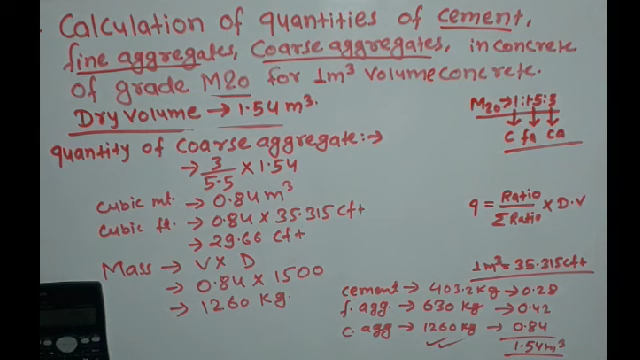 Calculation of quantities of cement,
fine aggregates, Coarse aggregates, in concrete
of grade M20 for 1m³ volume concrete.
Dry volume → 1.54 m³.
M20 → 1:1.5:3
C FA CA
quantity of Coarse aggregate:→
→ 3/5.5 × 1.54
Cubic mt. → 0.84 m³
Cubic ft. → 0.84 × 35.315 Cft
→ 29.66 Cft
q = Ratio/Σ Ratio × D.V
Mass → V × D
→ 0.84 × 1500
→ 1260 Kg.
1m³ = 35.315 cft
Cement → 403.2 Kg → 0.28
f. agg → 630 Kg → 0.42
C. agg → 1260 Kg → 0.84
1.54m³